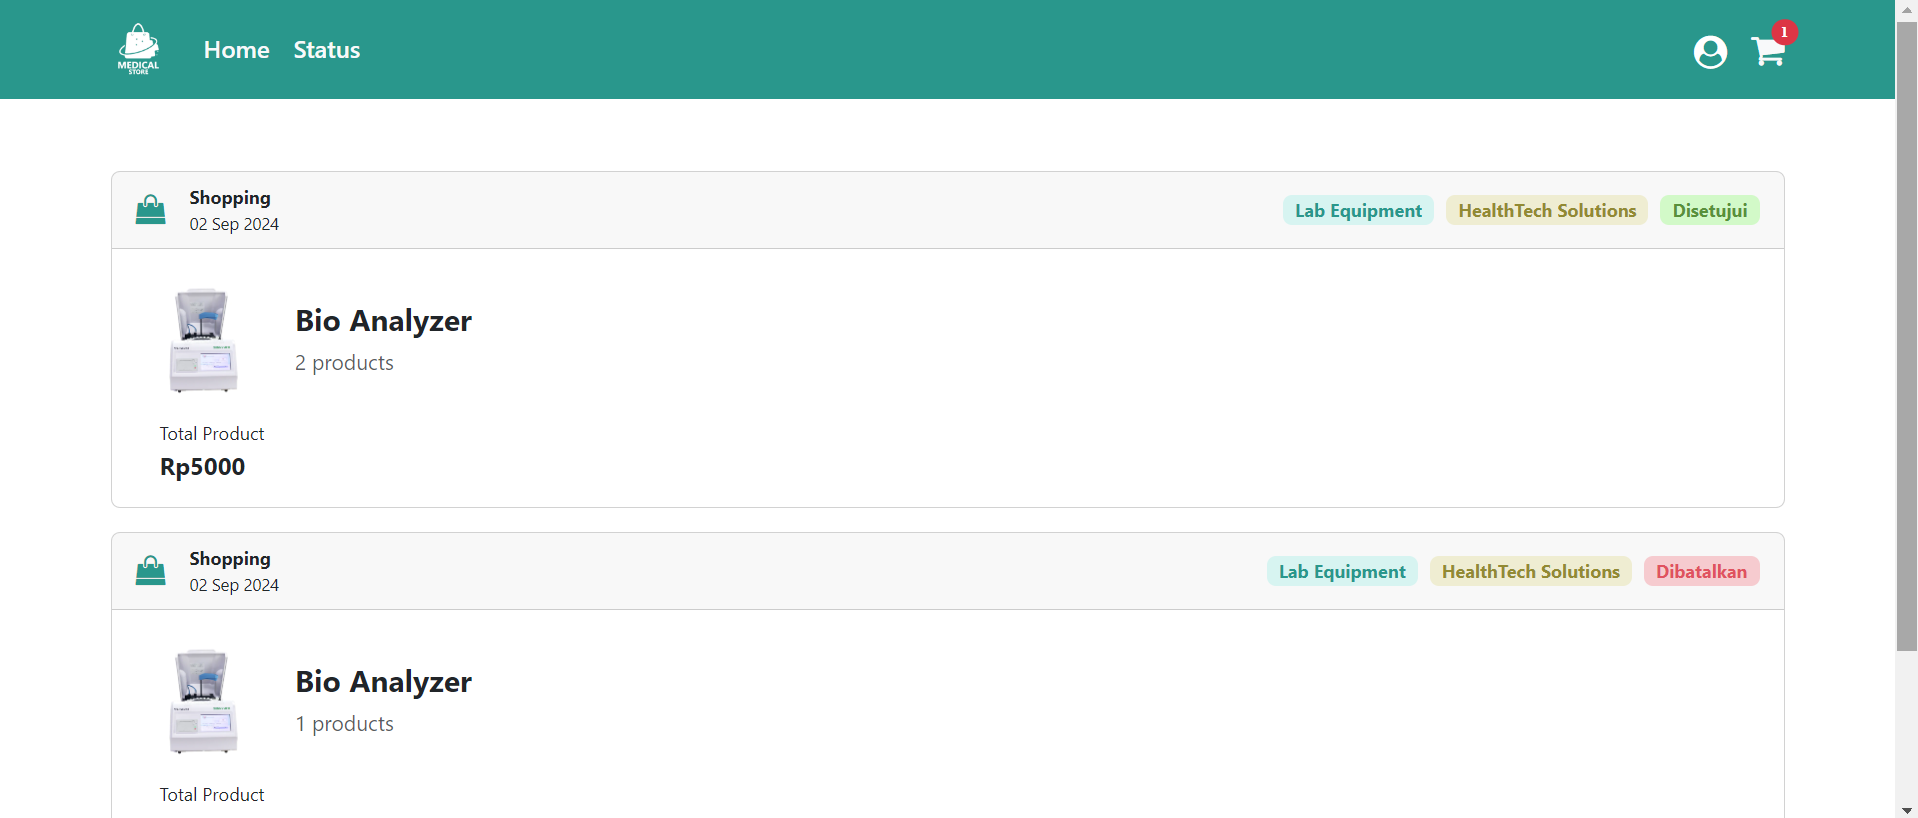 MEDICAL
STORE
Home Status
1
Shopping
02 Sep 2024
Lab Equipment HealthTech Solutions Disetujui
Bio Analyzer
2 products
Total Product
Rp5000
Shopping
02 Sep 2024
Lab Equipment HealthTech Solutions Dibatalkan
Bio Analyzer
1 products
Total Product